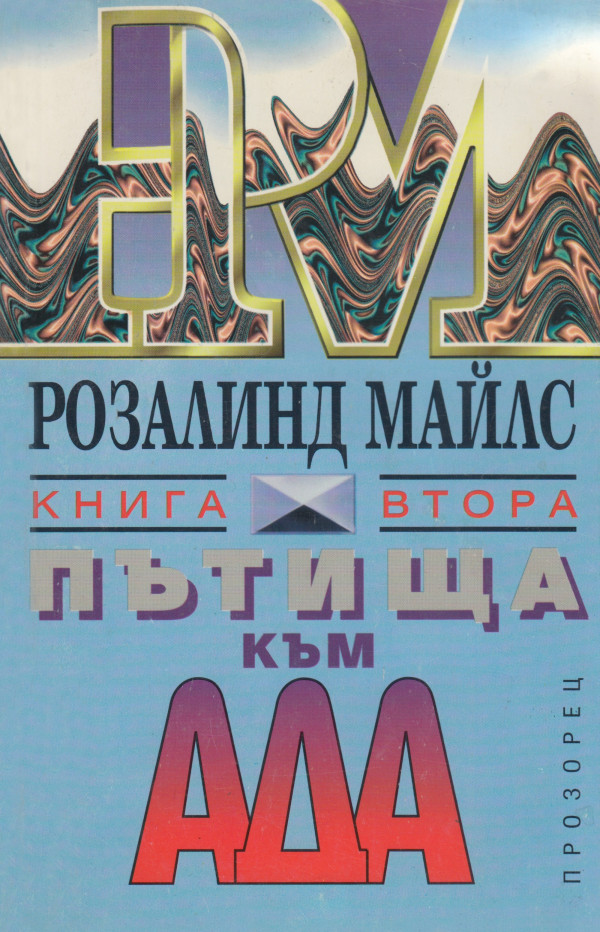 РМ
РОЗАЛИНД МАЙЛС
КНИГА ВТОРА
ПЪТИЩА
КЪМ
АДА
ПРОЗОРЕЦ